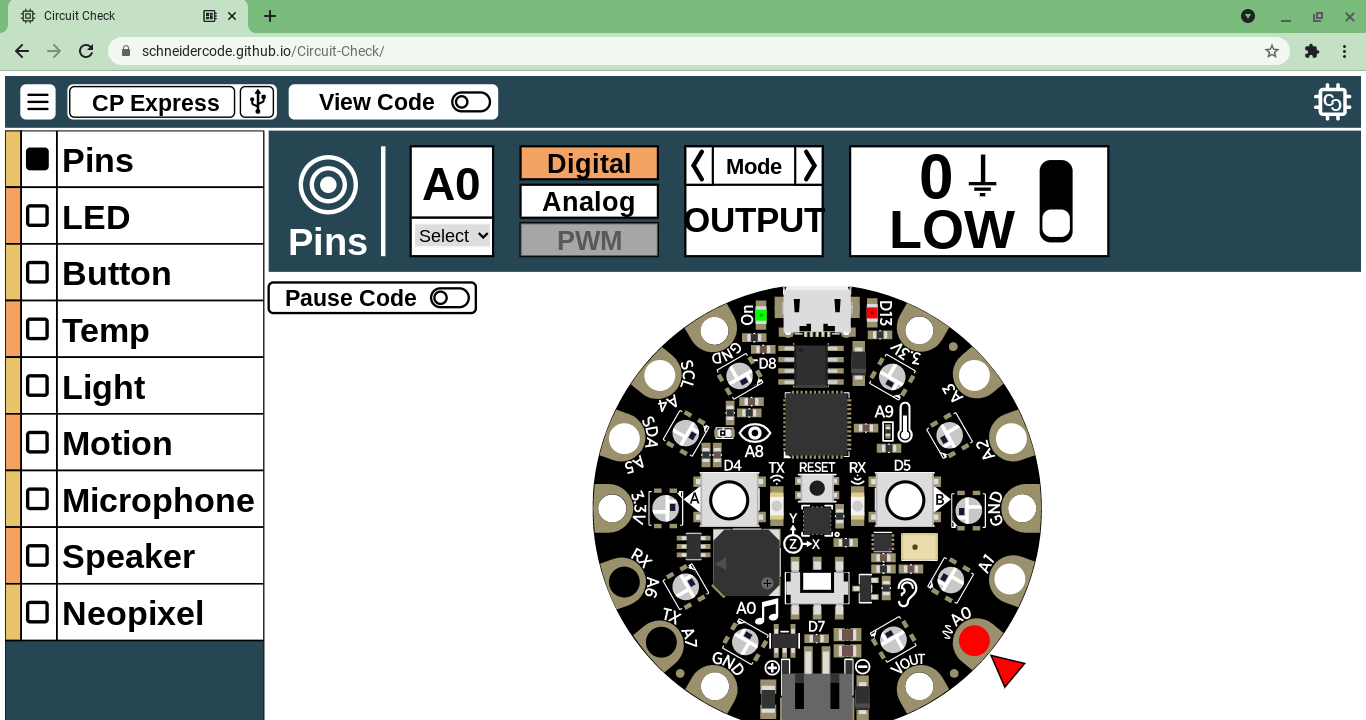 Circuit Check
schneidercode.github.io/Circuit-Check/
CP Express
View Code
Pins
LED
Button
Temp
Light
Motion
Microphone
Speaker
Neopixel
Pins
A0
Select
Digital
Analog
PWM
Mode
OUTPUT
0
LOW
Pause Code
On
D13
GND
D8
3.3V
SCL
A4
A3
SDA
A5
A9
A2
A8
D4
TX
RESET
RX
D5
3.3V
A
B
GND
Y
Z
X
RX
A6
A1
A0
TX
A7
D7
A0
GND
VOUT